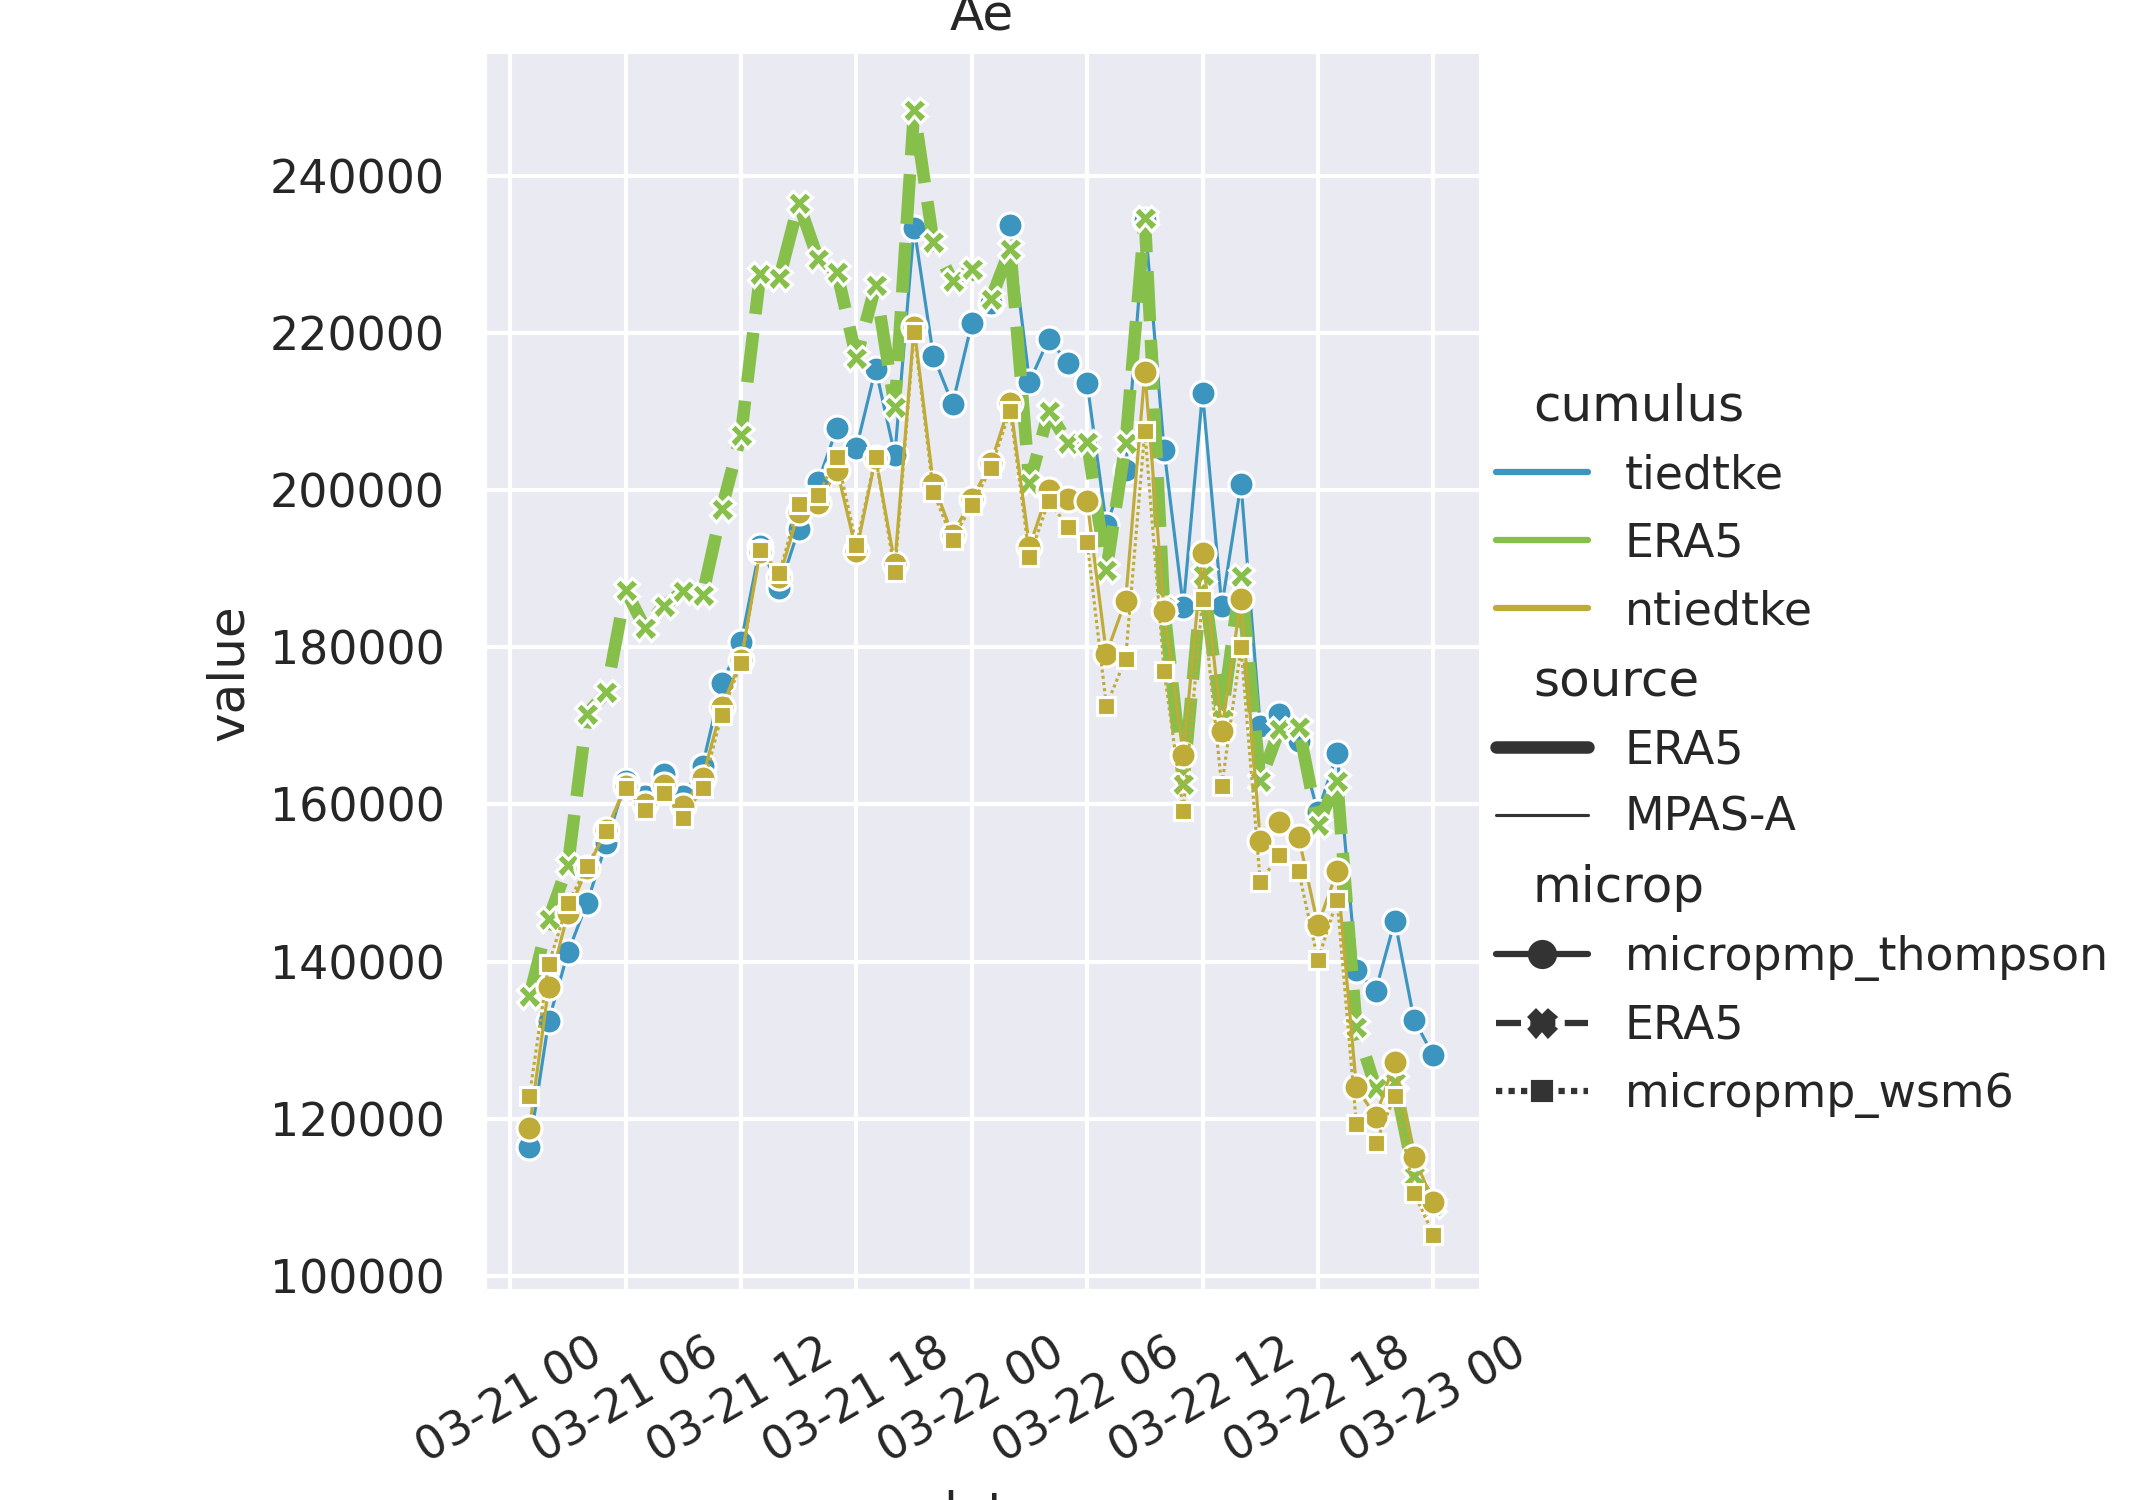 Ae
240000
220000
200000
180000
160000
140000
120000
100000
value
03-21 00
03-21 06
03-21 12
03-21 18
03-22 00
03-22 06
03-22 12
03-22 18
03-23 00
cumulus
tiedtke
ERA5
ntiedtke
source
ERA5
MPAS-A
microp
micropmp_thompson
ERA5
micropmp_wsm6